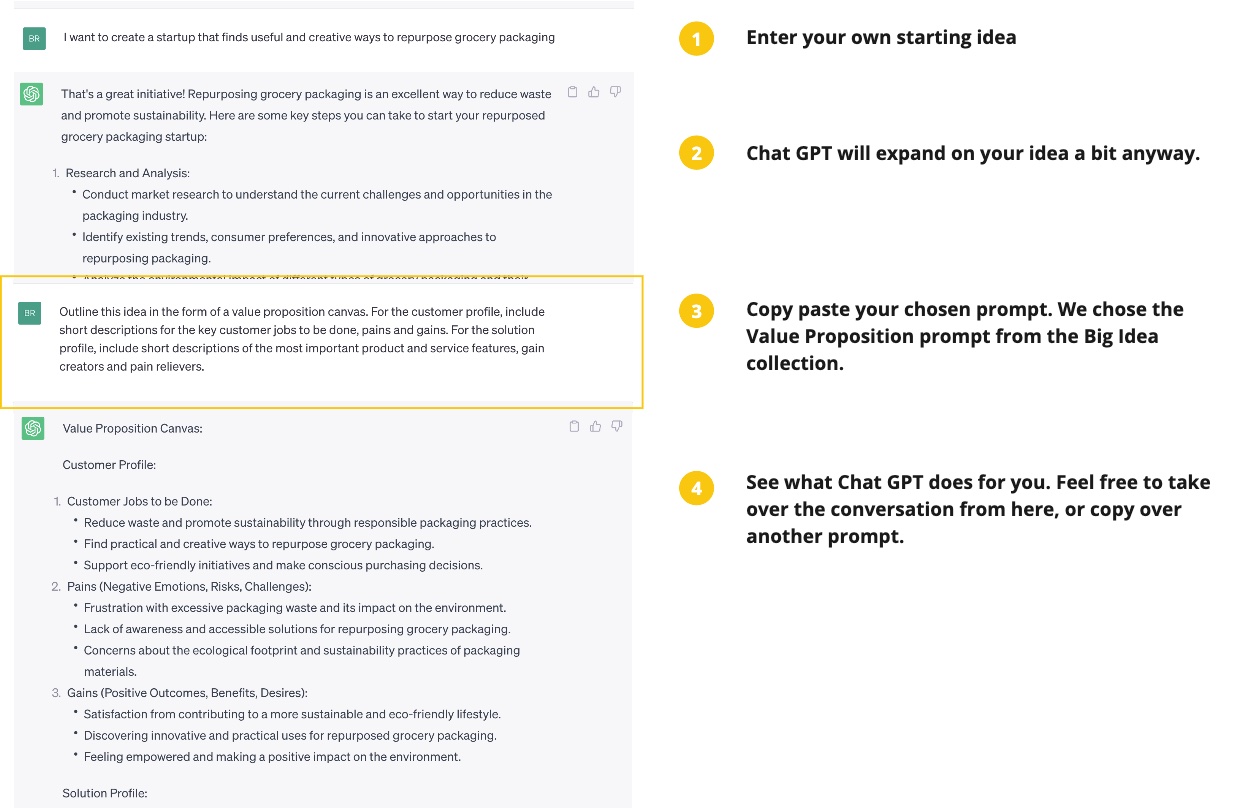 BR
I want to create a startup that finds useful and creative ways to repurpose grocery packaging
That's a great initiative! Repurposing grocery packaging is an excellent way to reduce waste
and promote sustainability. Here are some key steps you can take to start your repurposed
grocery packaging startup:
1. Research and Analysis:
• Conduct market research to understand the current challenges and opportunities in the
packaging industry.
• Identify existing trends, consumer preferences, and innovative approaches to
repurposing packaging.
• Analyze the environmental impact of different types of grocery packaging and their
BR
Outline this idea in the form of a value proposition canvas. For the customer profile, include
short descriptions for the key customer jobs to be done, pains and gains. For the solution
profile, include short descriptions of the most important product and service features, gain
creators and pain relievers.
Value Proposition Canvas:
Customer Profile:
1. Customer Jobs to be Done:
• Reduce waste and promote sustainability through responsible packaging practices.
• Find practical and creative ways to repurpose grocery packaging.
• Support eco-friendly initiatives and make conscious purchasing decisions.
2. Pains (Negative Emotions, Risks, Challenges):
• Frustration with excessive packaging waste and its impact on the environment.
• Lack of awareness and accessible solutions for repurposing grocery packaging.
• Concerns about the ecological footprint and sustainability practices of packaging
materials.
3. Gains (Positive Outcomes, Benefits, Desires):
• Satisfaction from contributing to a more sustainable and eco-friendly lifestyle.
• Discovering innovative and practical uses for repurposed grocery packaging.
• Feeling empowered and making a positive impact on the environment.
Solution Profile:
1
Enter your own starting idea
2
Chat GPT will expand on your idea a bit anyway.
3
Copy paste your chosen prompt. We chose the
Value Proposition prompt from the Big Idea
collection.
4
See what Chat GPT does for you. Feel free to take
over the conversation from here, or copy over
another prompt.